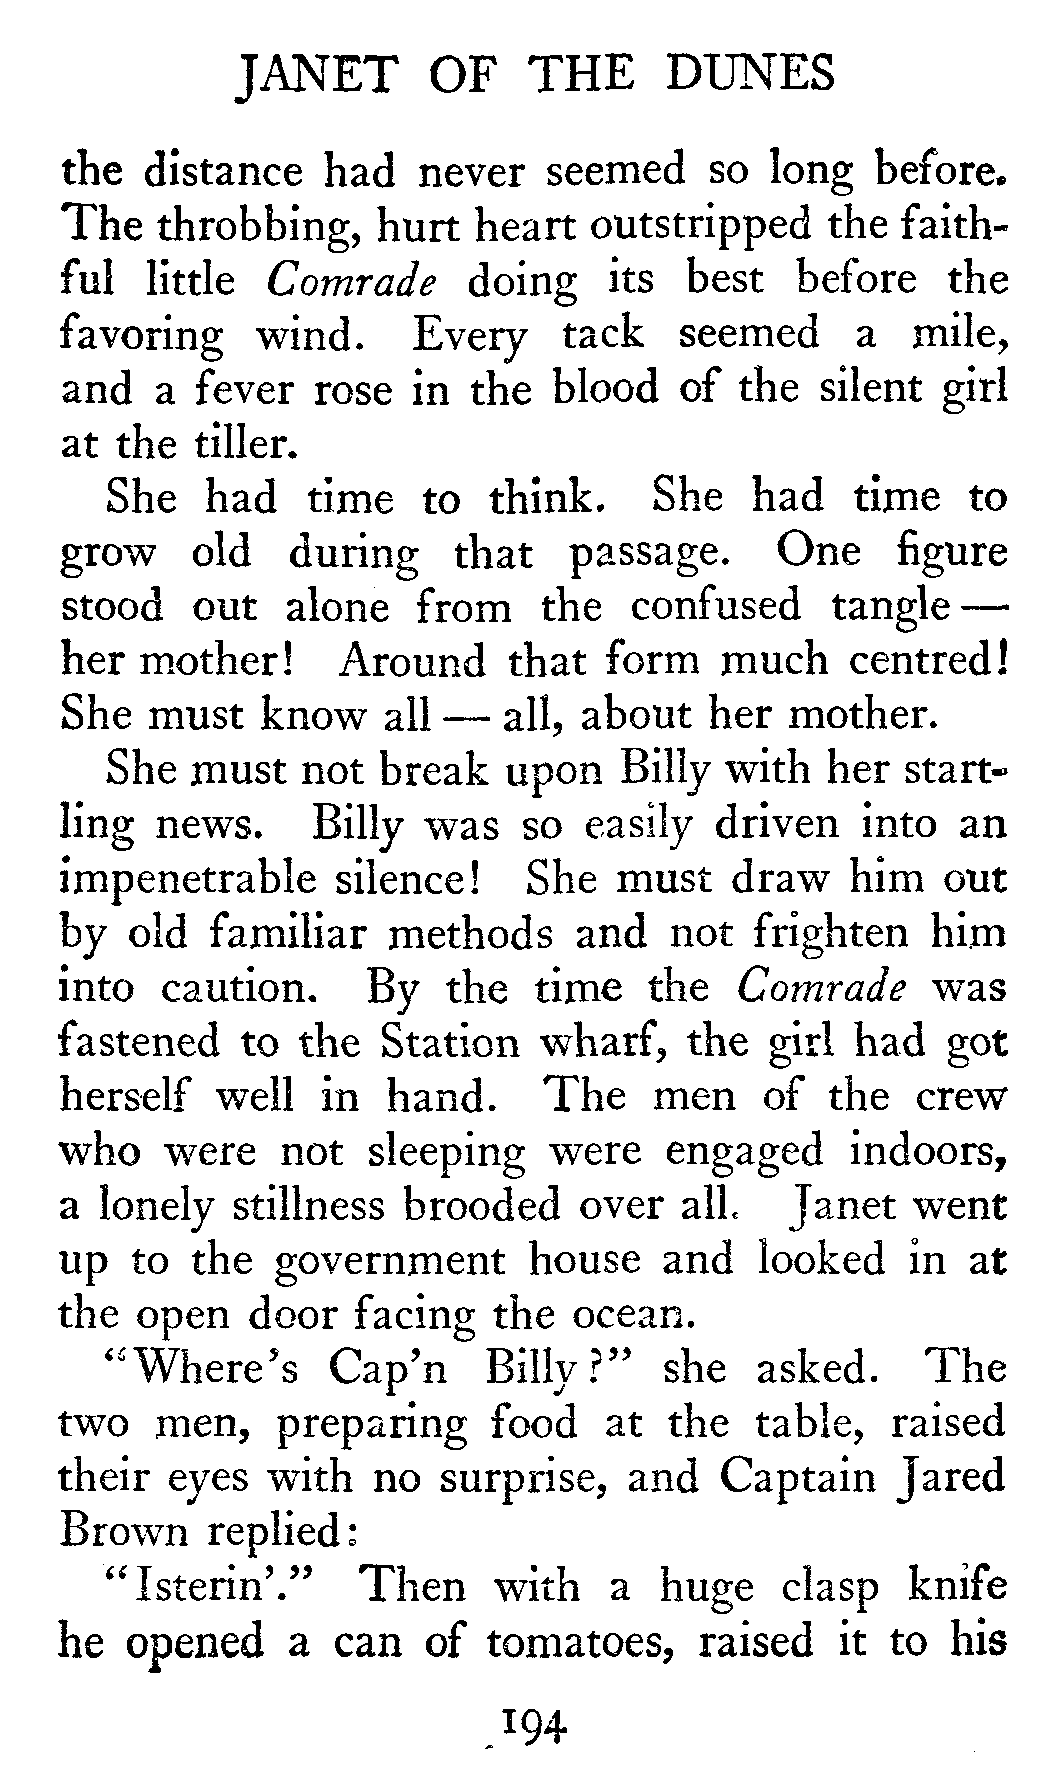 JANET OF THE DUNES
the distance had never seemed so long before.
The throbbing, hurt heart outstripped the faith-
ful little Comrade doing its best before the
favoring wind. Every tack seemed a mile,
and a fever rose in the blood of the silent girl
at the tiller.
She had time to think. She had time to
grow old during that passage. One figure
stood out alone from the confused tangle —
her mother! Around that form much centred!
She must know all — all, about her mother.
She must not break upon Billy with her start-
ling news. Billy was so easily driven into an
impenetrable silence! She must draw him out
by old familiar methods and not frighten him
into caution. By the time the Comrade was
fastened to the Station wharf, the girl had got
herself well in hand. The men of the crew
who were not sleeping were engaged indoors,
a lonely stillness brooded over all. Janet went
up to the government house and looked in at
the open door facing the ocean.
"Where's Cap'n Billy?" she asked. The
two men, preparing food at the table, raised
their eyes with no surprise, and Captain Jared
Brown replied:
"Isterin'." Then with a huge clasp knife
he opened a can of tomatoes, raised it to his
194